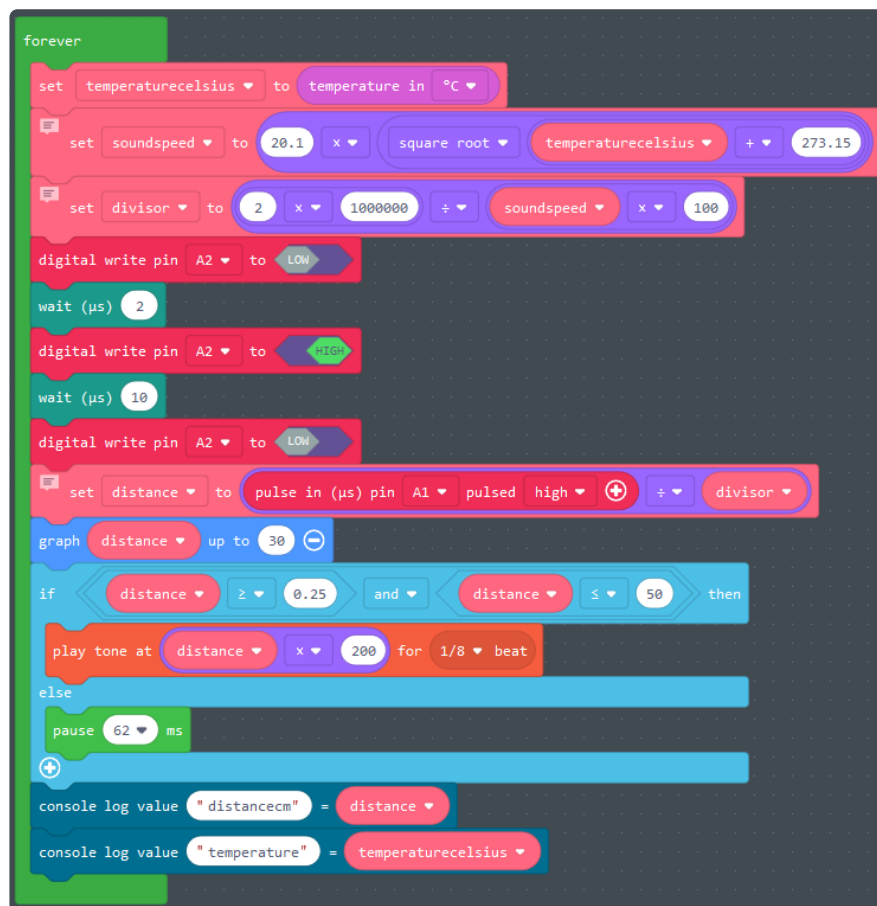 forever
set temperaturecelsius to temperature in °C
set soundspeed to 20.1 x square root temperaturecelsius + 273.15
set divisor to 2 x 1000000 ÷ soundspeed x 100
digital write pin A2 to LOW
wait (µs) 2
digital write pin A2 to HIGH
wait (µs) 10
digital write pin A2 to LOW
set distance to pulse in (µs) pin A1 pulsed high ÷ divisor
graph distance up to 30
if distance ≥ 0.25 and distance ≤ 50 then
play tone at distance x 200 for 1/8 beat
else
pause 62 ms
console log value "distancecm" = distance
console log value "temperature" = temperaturecelsius